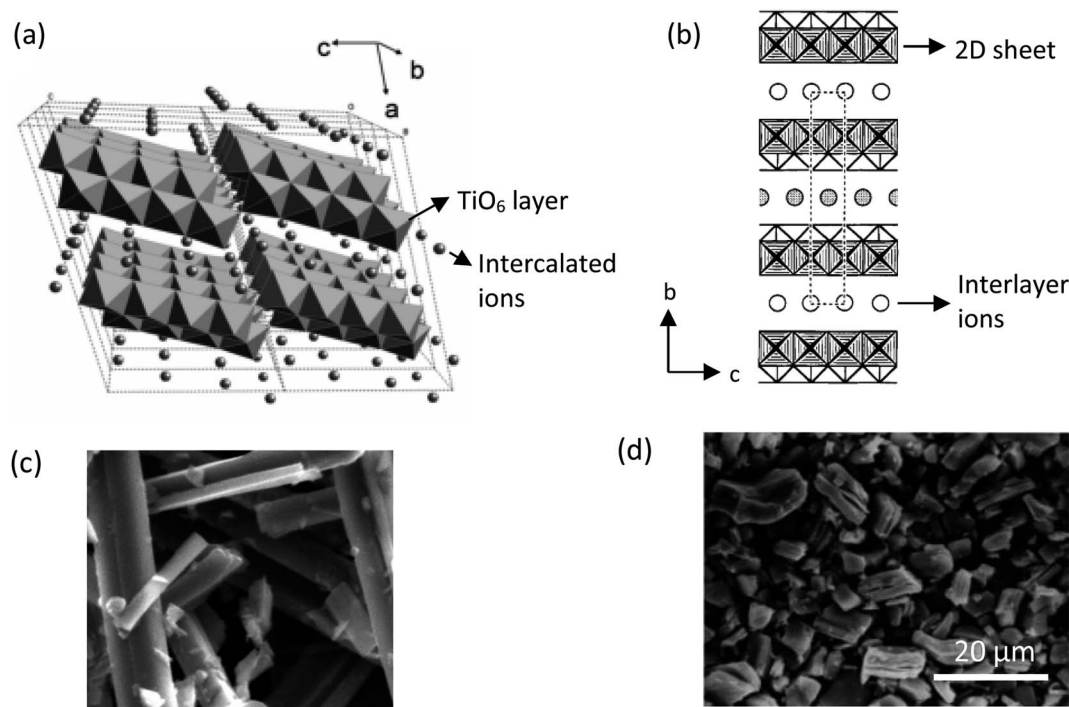 (a)
c
b
a
TiO₆ layer
Intercalated
ions
(b)
2D sheet
Interlayer
ions
b
c
(c)
(d)
20 μm